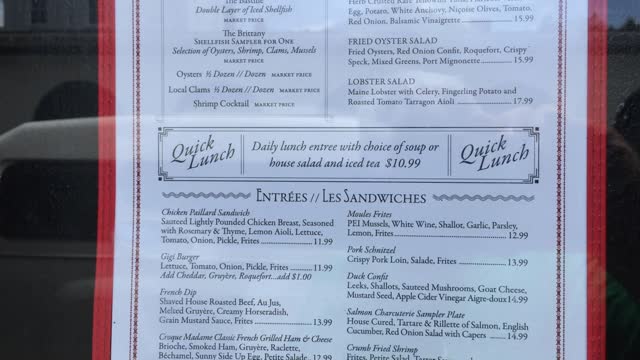 The Bastille
Double Layer of Iced Shellfish
MARKET PRICE
The Brittany
SHELLFISH SAMPLER FOR ONE
Selection of Oysters, Shrimp, Clams, Mussels
MARKET PRICE
Oysters ½ Dozen // Dozen MARKET PRICE
Local Clams ½ Dozen // Dozen MARKET PRICE
Shrimp Cocktail MARKET PRICE
Egg, Potato, White Anchovy, Niçoise Olives, Tomato,
Red Onion, Balsamic Vinaigrette 15.99
FRIED OYSTER SALAD
Fried Oysters, Red Onion Confit, Roquefort, Crispy
Speck, Mixed Greens, Port Mignonette 15.99
LOBSTER SALAD
Maine Lobster with Celery, Fingerling Potato and
Roasted Tomato Tarragon Aioli 17.99
Quick Lunch
Daily lunch entree with choice of soup or
house salad and iced tea $10.99
Quick Lunch
ENTRÉES // LES SANDWICHES
Chicken Paillard Sandwich
Sauteed Lightly Pounded Chicken Breast, Seasoned
with Rosemary & Thyme, Lemon Aioli, Lettuce,
Tomato, Onion, Pickle, Frites 11.99
Gigi Burger
Lettuce, Tomato, Onion, Pickle, Frites 11.99
Add Cheddar, Gruyère, Roquefort...add $1.00
French Dip
Shaved House Roasted Beef, Au Jus,
Melted Gruyère, Creamy Horseradish,
Grain Mustard Sauce, Frites 13.99
Croque Madame Classic French Grilled Ham & Cheese
Brioche, Smoked Ham, Gruyère, Raclette,
Béchamel, Sunny Side Up Egg, Petite Salade 12.99
Moules Frites
PEI Mussels, White Wine, Shallot, Garlic, Parsley,
Lemon, Frites 12.99
Pork Schnitzel
Crispy Pork Loin, Salade, Frites 13.99
Duck Confit
Leeks, Shallots, Sauteed Mushrooms, Goat Cheese,
Mustard Seed, Apple Cider Vinegar Aigre-doux 14.99
Salmon Charcuterie Sampler Plate
House Cured, Tartare & Rillette of Salmon, English
Cucumber, Red Onion Salad with Capers 14.99
Crumb Fried Shrimp